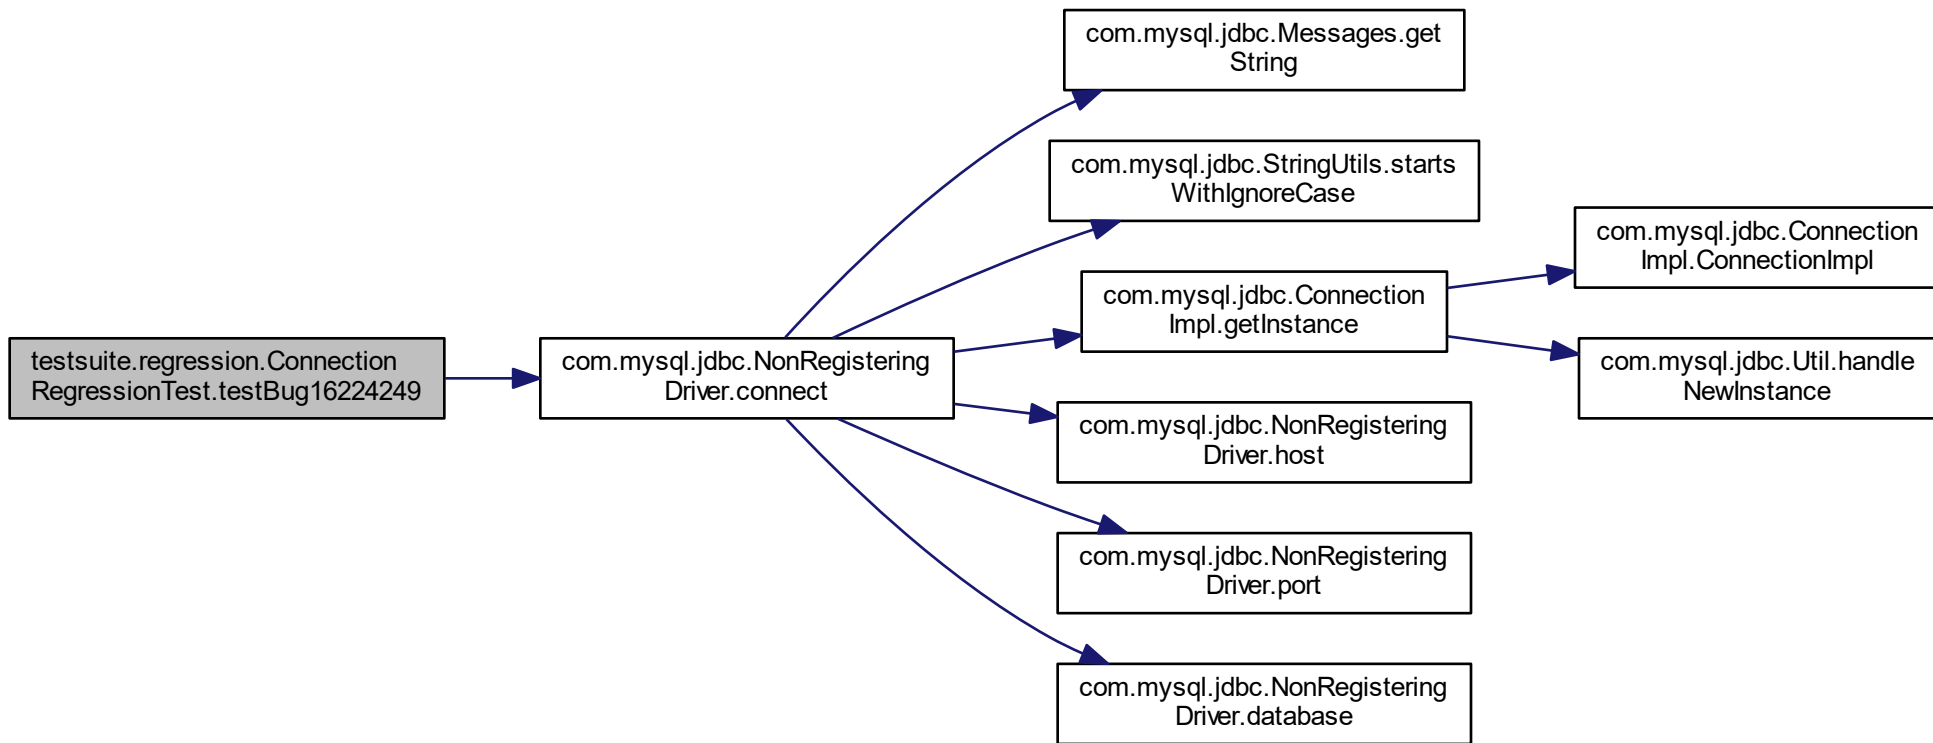 com.mysql.jdbc.Messages.get
String
com.mysql.jdbc.StringUtils.starts
WithIgnoreCase
com.mysql.jdbc.Connection
Impl.ConnectionImpl
com.mysql.jdbc.Connection
Impl.getInstance
testsuite.regression.Connection
RegressionTest.testBug16224249
com.mysql.jdbc.NonRegistering
Driver.connect
com.mysql.jdbc.Util.handle
NewInstance
com.mysql.jdbc.NonRegistering
Driver.host
com.mysql.jdbc.NonRegistering
Driver.port
com.mysql.jdbc.NonRegistering
Driver.database